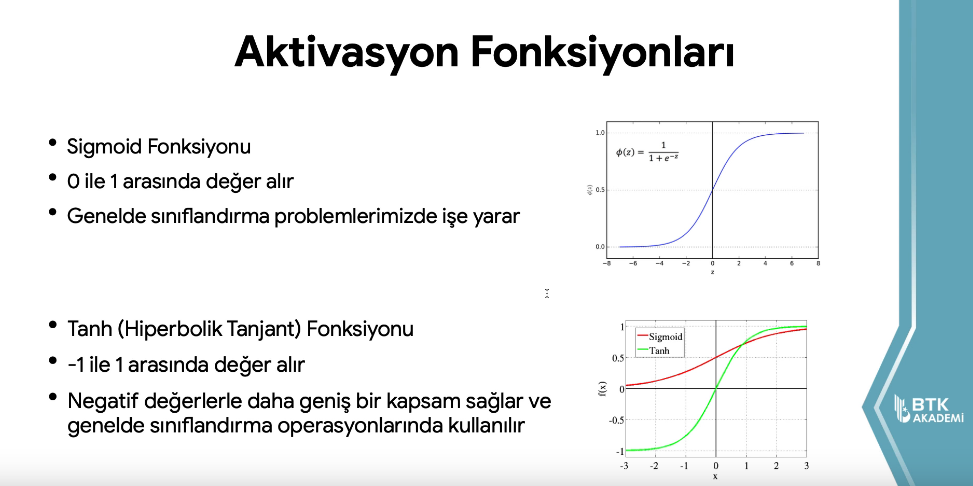 Aktivasyon Fonksiyonları
• Sigmoid Fonksiyonu
• 0 ile 1 arasında değer alır
• Genelde sınıflandırma problemlerimizde işe yarar
1.0
0.5
0.0
ϕ(z) = 1 / (1 + e^-z)
-8 -6 -4 -2 0 2 4 6 8
z
• Tanh (Hiperbolik Tanjant) Fonksiyonu
• -1 ile 1 arasında değer alır
• Negatif değerlerle daha geniş bir kapsam sağlar ve
genelde sınıflandırma operasyonlarında kullanılır
Sigmoid
Tanh
f(x)
1
0.5
0
-0.5
-1
-3 -2 -1 0 1 2 3
x
BTK
AKADEMİ